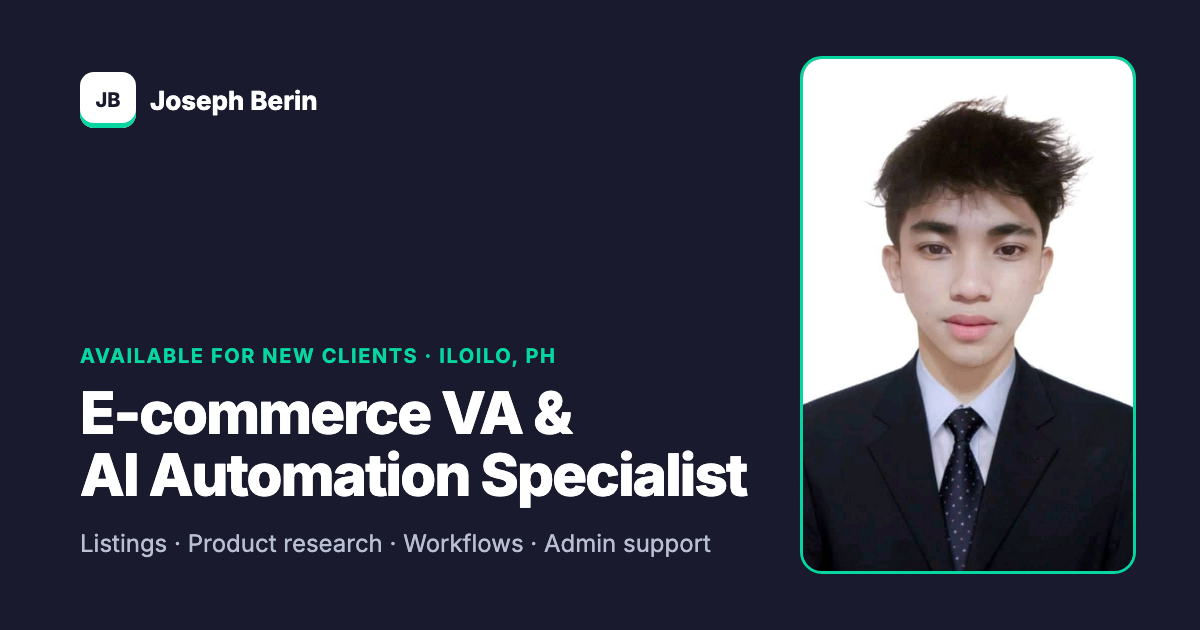 JB
Joseph Berin
AVAILABLE FOR NEW CLIENTS · ILOILO, PH
E-commerce VA &
AI Automation Specialist
Listings · Product research · Workflows · Admin support